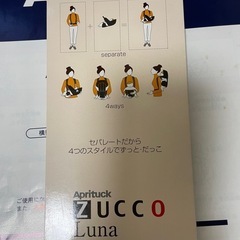 +
separate
4ways
セパレートだから
4つのスタイルでずっと・だっこ
Aprituck
ZUCCO
Luna